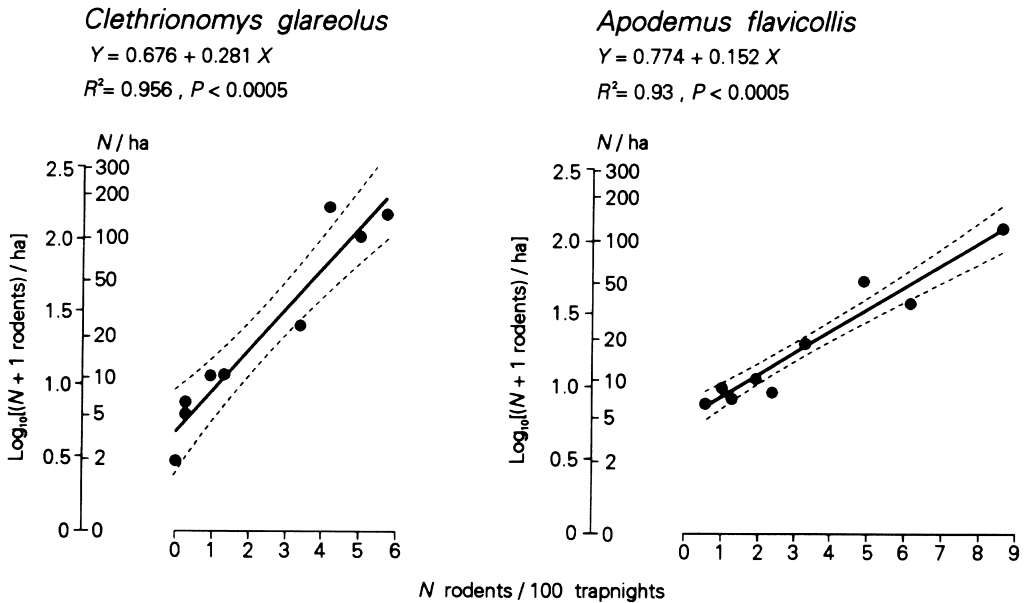 Clethrionomys glareolus
Y = 0.676 + 0.281 X
R²= 0.956 , P < 0.0005
N / ha
Log₁₀[(N + 1 rodents) / ha]
2.5 300
200
2.0 100
50
1.5
20
1.0 10
5
0.5 2
0 0
0 1 2 3 4 5 6
Apodemus flavicollis
Y = 0.774 + 0.152 X
R²= 0.93 , P < 0.0005
N / ha
Log₁₀[(N + 1 rodents) / ha]
2.5 300
200
2.0 100
50
1.5
20
1.0 10
5
0.5 2
0 0
0 1 2 3 4 5 6 7 8 9
N rodents / 100 trapnights